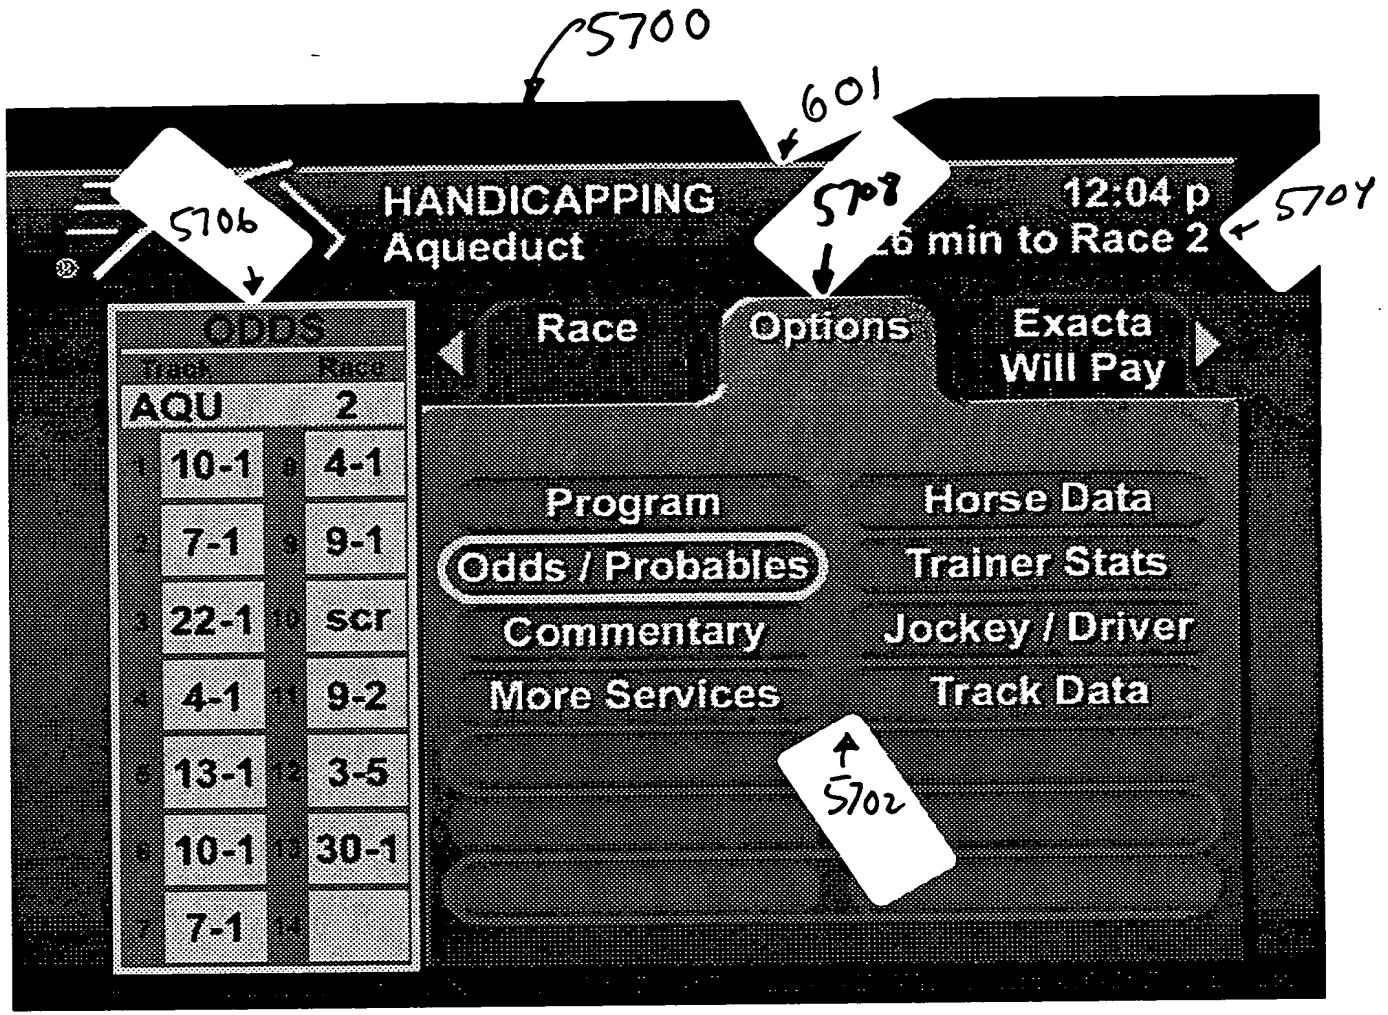 5700
601
5706
HANDICAPPING
Aqueduct
5708
12:04 p
26 min to Race 2
5704
ODDS
Track Race
AQU 2
1 10-1 8 4-1
2 7-1 9 9-1
3 22-1 10 scr
4 4-1 11 9-2
5 13-1 12 3-5
6 10-1 13 30-1
7 7-1 14
Race
Options
Exacta
Will Pay
Program
Horse Data
Odds / Probables
Trainer Stats
Commentary
Jockey / Driver
More Services
Track Data
5702